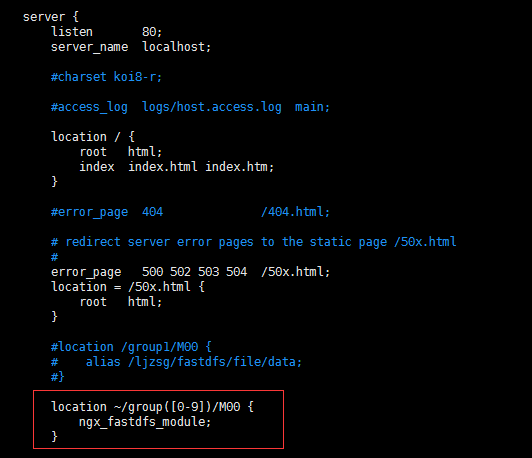 server {
listen 80;
server_name localhost;
#charset koi8-r;
#access_log logs/host.access.log main;
location / {
root html;
index index.html index.htm;
}
#error_page 404 /404.html;
# redirect server error pages to the static page /50x.html
#
error_page 500 502 503 504 /50x.html;
location = /50x.html {
root html;
}
#location /group1/M00 {
# alias /ljzsg/fastdfs/file/data;
#}
location ~/group([0-9])/M00 {
ngx_fastdfs_module;
}